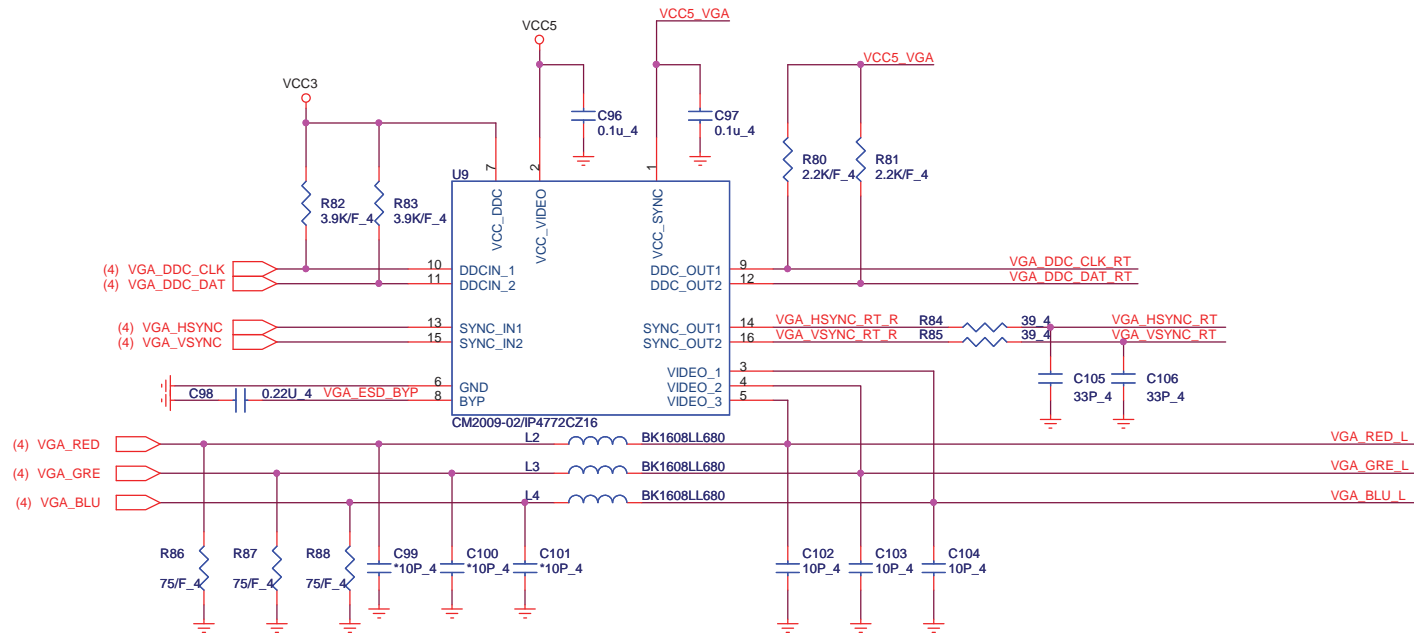 VCC5_VGA
VCC5
VCC5_VGA
VCC3
C96
0.1u_4
C97
0.1u_4
R80
2.2K/F_4
R81
2.2K/F_4
R82
3.9K/F_4
R83
3.9K/F_4
U9
7
2
1
VCC_DDC
VCC_VIDEO
VCC_SYNC
(4) VGA_DDC_CLK
10
DDCIN_1
DDC_OUT1
9
VGA_DDC_CLK_RT
(4) VGA_DDC_DAT
11
DDCIN_2
DDC_OUT2
12
VGA_DDC_DAT_RT
(4) VGA_HSYNC
13
SYNC_IN1
SYNC_OUT1
14
VGA_HSYNC_RT_R
R84
39_4
VGA_HSYNC_RT
(4) VGA_VSYNC
15
SYNC_IN2
SYNC_OUT2
16
VGA_VSYNC_RT_R
R85
39_4
VGA_VSYNC_RT
VIDEO_1
3
6
GND
VIDEO_2
4
C98
0.22U_4
VGA_ESD_BYP
8
BYP
VIDEO_3
5
C105
33P_4
C106
33P_4
CM2009-02/IP4772CZ16
(4) VGA_RED
L2
BK1608LL680
VGA_RED_L
(4) VGA_GRE
L3
BK1608LL680
VGA_GRE_L
(4) VGA_BLU
L4
BK1608LL680
VGA_BLU_L
R86
75/F_4
R87
75/F_4
R88
75/F_4
C99
*10P_4
C100
*10P_4
C101
*10P_4
C102
10P_4
C103
10P_4
C104
10P_4